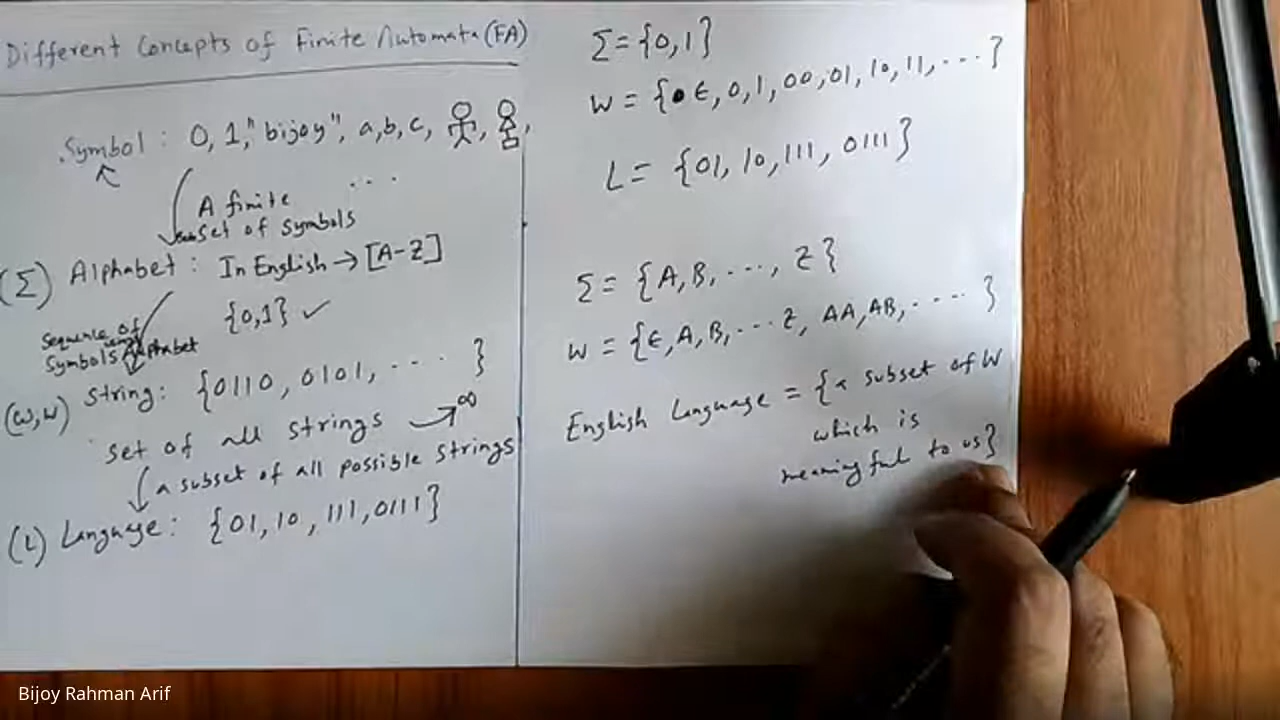 Different Concepts of Finite Automata (FA)
Symbol : 0, 1, "bijoy", a, b, c, , ,
...
A finite
set of symbols
(Σ) Alphabet : In English → [A-Z]
{0,1} ✓
Sequence of
symbols Alphabet
(ω, w) String: {0110, 0101, .... }
set of all strings → ∞
a subset of all possible strings
(L) Language: {01, 10, 111, 0111}
Σ = {0,1}
W = {ϵ, 0, 1, 00, 01, 10, 11, ... }
L = {01, 10, 111, 0111}
Σ = {A, B, ..., Z}
W = {ϵ, A, B, ... Z, AA, AB, .... }
English Language = {a subset of W
which is
meaningful to us}
Bijoy Rahman Arif